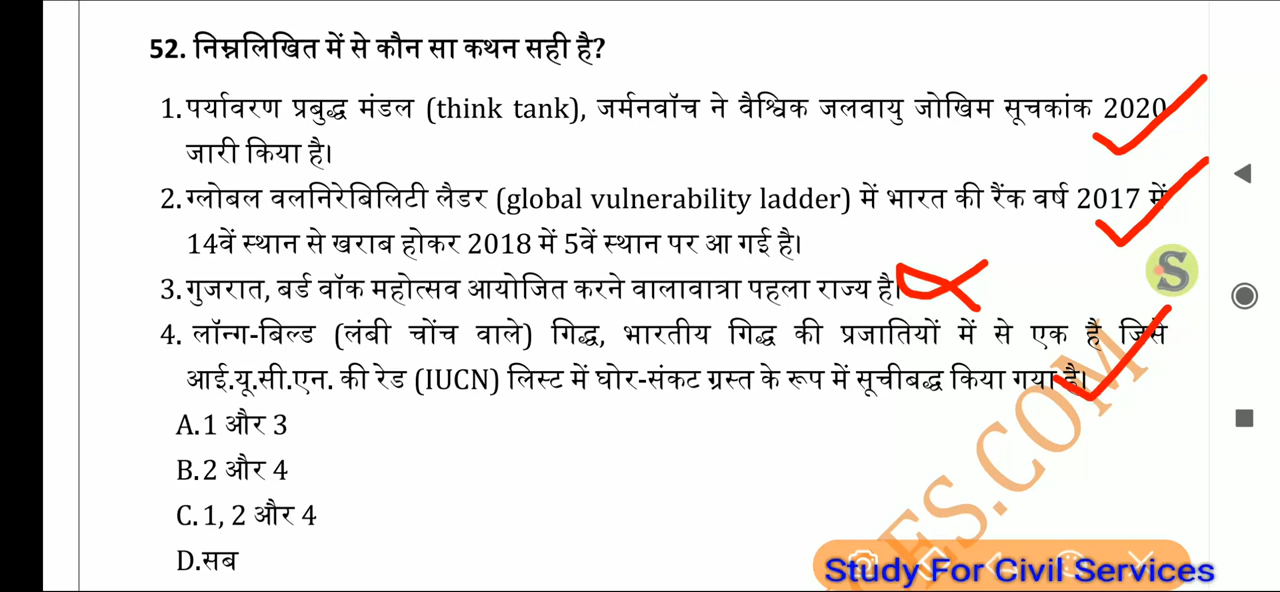 52. निम्नलिखित में से कौन सा कथन सही है?
1.पर्यावरण प्रबुद्ध मंडल (think tank), जर्मनवॉच ने वैश्विक जलवायु जोखिम सूचकांक 2020
जारी किया है।
2.ग्लोबल वलनिरेबिलिटी लैडर (global vulnerability ladder) में भारत की रैंक वर्ष 2017 में
14वें स्थान से खराब होकर 2018 में 5वें स्थान पर आ गई है।
3.गुजरात, बर्ड वॉक महोत्सव आयोजित करने वालावात्रा पहला राज्य है।
4. लॉन्ग-बिल्ड (लंबी चोंच वाले) गिद्ध, भारतीय गिद्ध की प्रजातियों में से एक है जिसे
आई.यू.सी.एन. की रेड (IUCN) लिस्ट में घोर-संकट ग्रस्त के रूप में सूचीबद्ध किया गया है।
A.1 और 3
B.2 और 4
C.1, 2 और 4
D.सब
S
ES.COM
Study For Civil Services